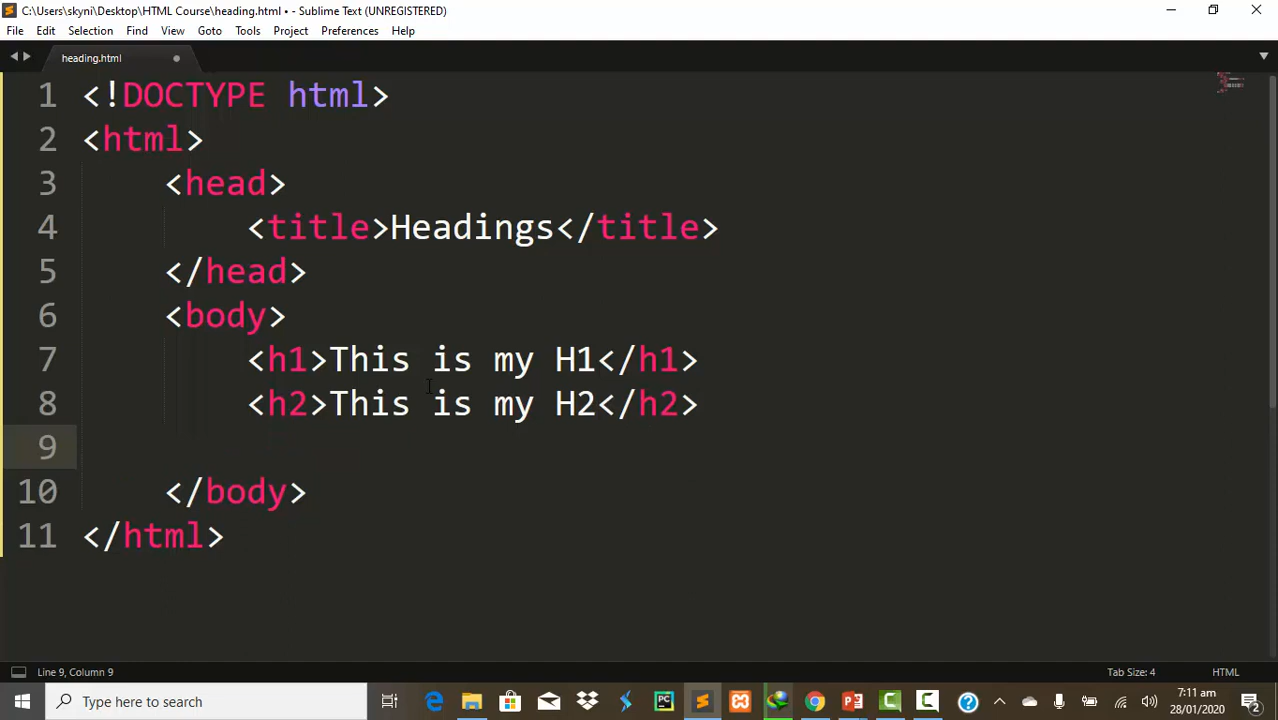 C:\Users\skyni\Desktop\HTML Course\heading.html • - Sublime Text (UNREGISTERED)
File Edit Selection Find View Goto Tools Project Preferences Help
heading.html
1 <!DOCTYPE html>
2 <html>
3 <head>
4 <title>Headings</title>
5 </head>
6 <body>
7 <h1>This is my H1</h1>
8 <h2>This is my H2</h2>
9
10 </body>
11 </html>
Line 9, Column 9 Tab Size: 4 HTML
Type here to search
PC
7:11 am
28/01/2020
2